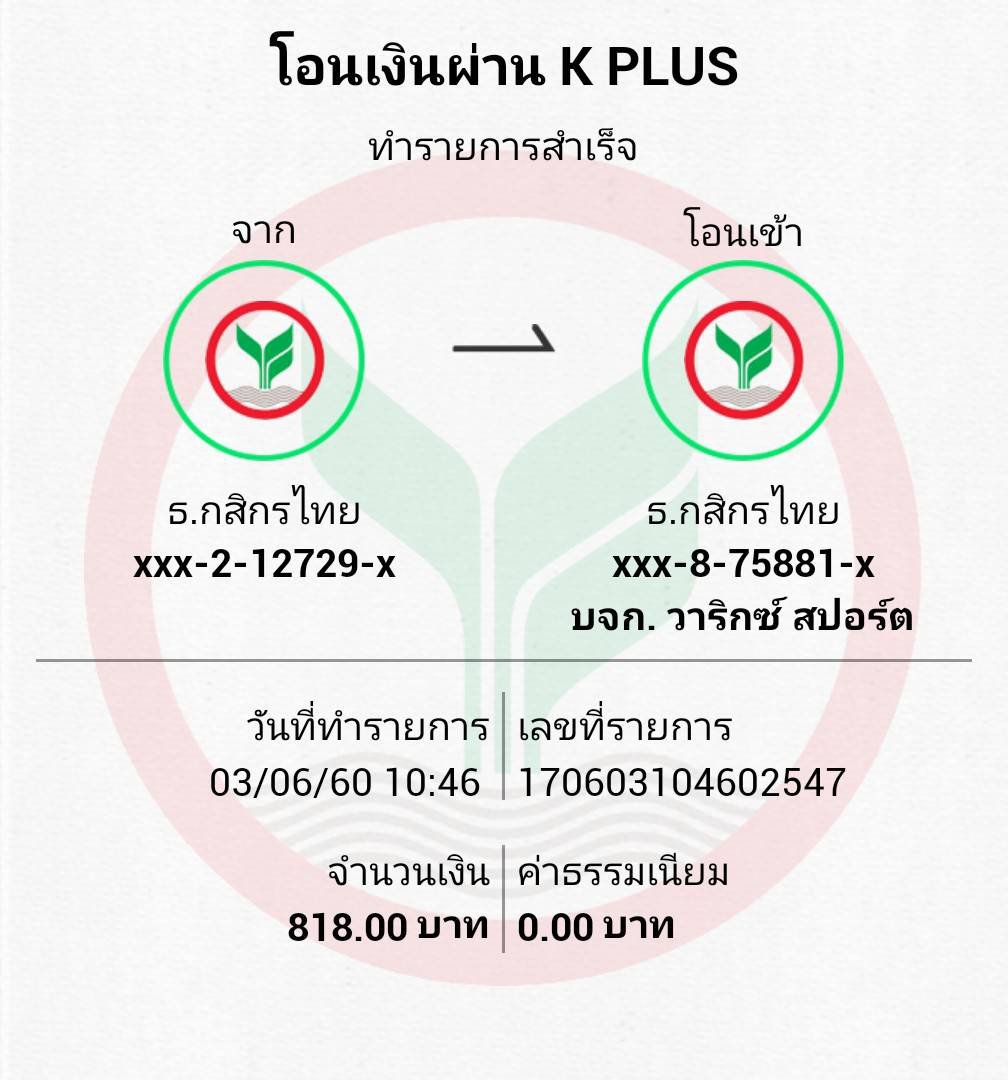 โอนเงินผ่าน K PLUS
ทำรายการสำเร็จ
จาก
โอนเข้า
ธ.กสิกรไทย
xxx-2-12729-x
ธ.กสิกรไทย
xxx-8-75881-x
บจก. วาริกซ์ สปอร์ต
วันที่ทำรายการ
03/06/60 10:46
เลขที่รายการ
170603104602547
จำนวนเงิน
818.00 บาท
ค่าธรรมเนียม
0.00 บาท